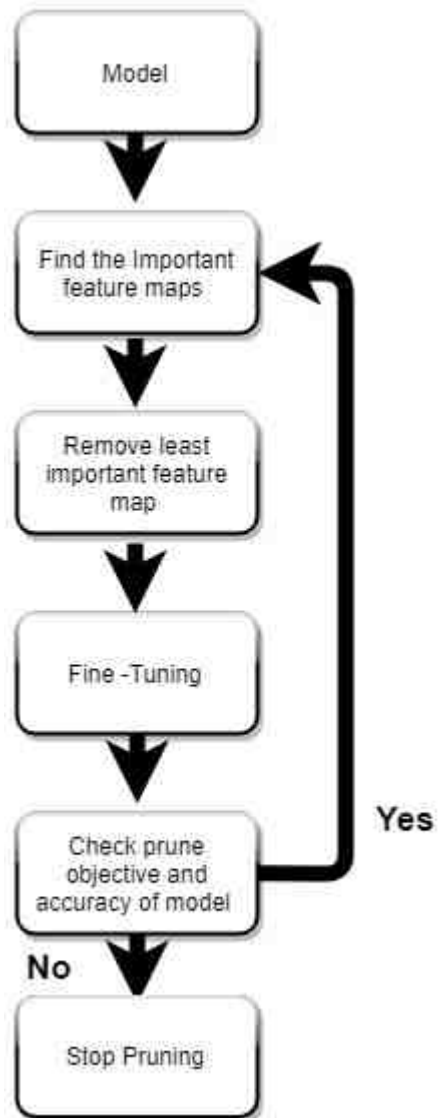 Model
Find the Important
feature maps
Remove least
important feature
map
Fine -Tuning
Check prune
objective and
accuracy of model
Yes
No
Stop Pruning